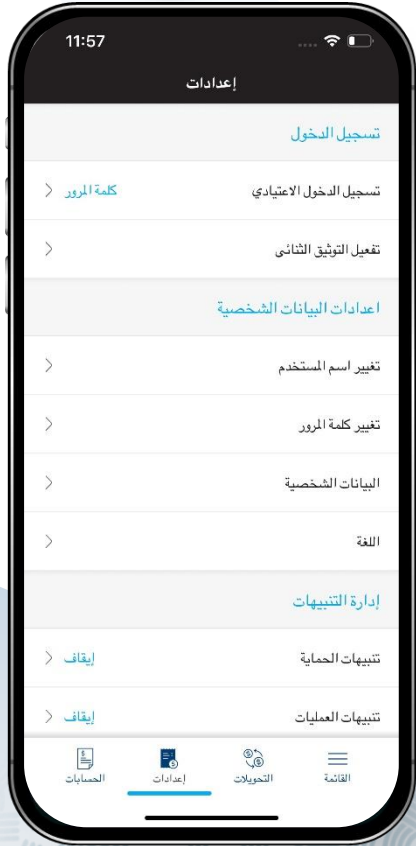 11:57
إعدادات
تسجيل الدخول
تسجيل الدخول الاعتيادي كلمة المرور
تفعيل التوثيق الثنائى
اعدادات البيانات الشخصية
تغيير اسم المستخدم
تغيير كلمة المرور
البيانات الشخصية
اللغة
إدارة التنبيهات
تنبيهات الحماية إيقاف
تنبيهات العمليات إيقاف
القائمة التحويلات إعدادات الحسابات